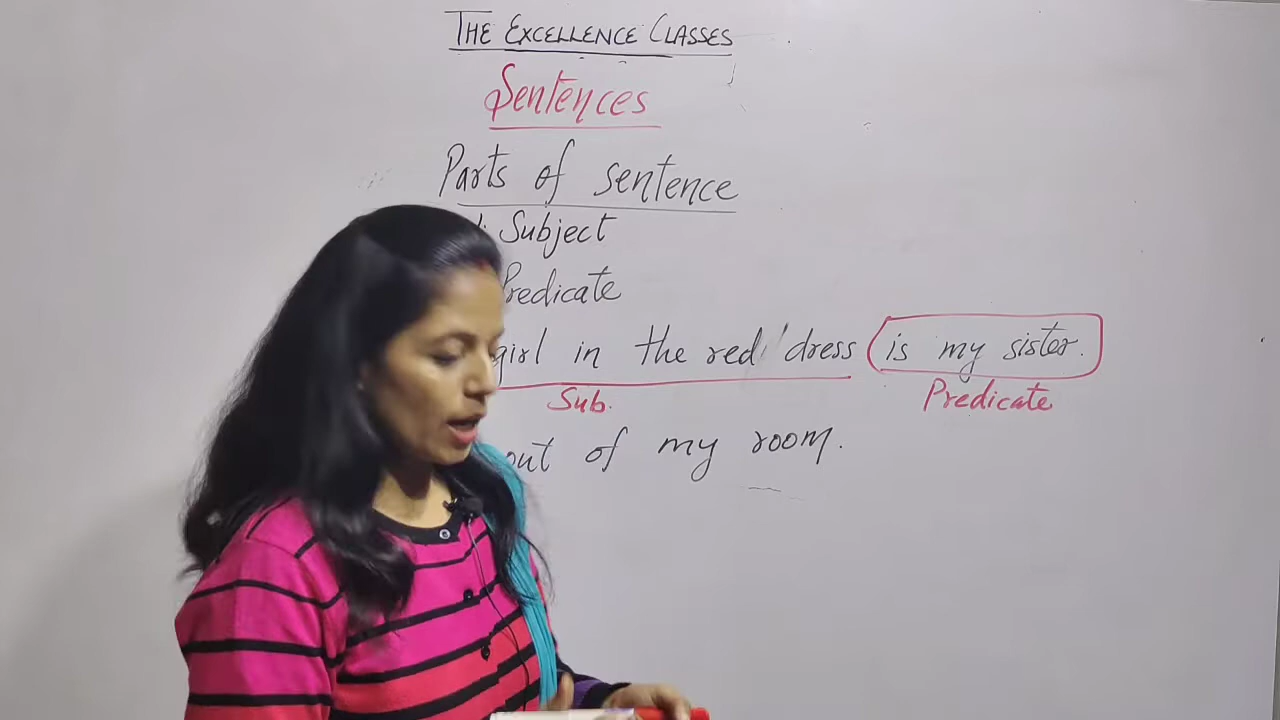 THE EXCELLENCE CLASSES
Sentences
Parts of sentence
Subject
Predicate
girl in the red dress is my sister.
Sub. Predicate
out of my room.